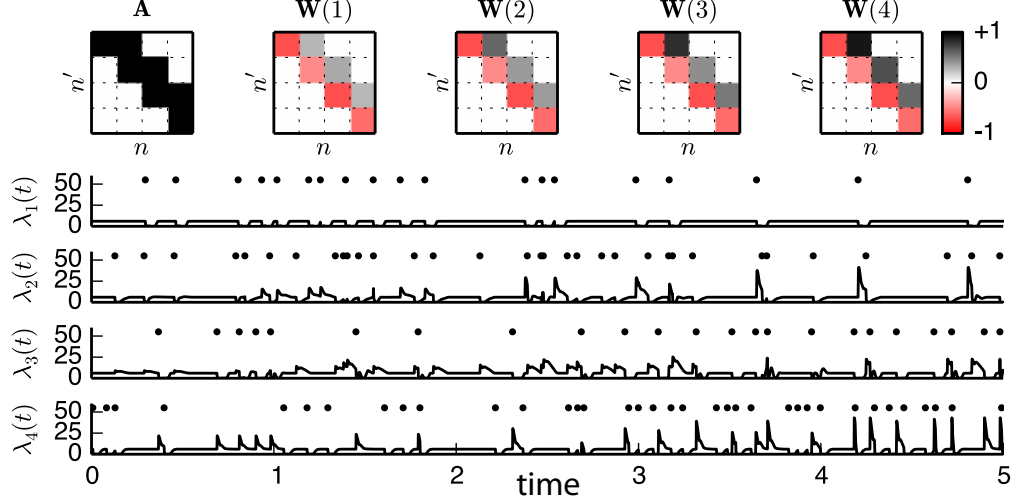 A W(1) W(2) W(3) W(4)
n′ n′ n′ n′ n′ +1
0
-1
n n n n n
λ₁(t) 50 25 0
λ₂(t) 50 25 0
λ₃(t) 50 25 0
λ₄(t) 50 25 0
0 1 2 3 4 5
time